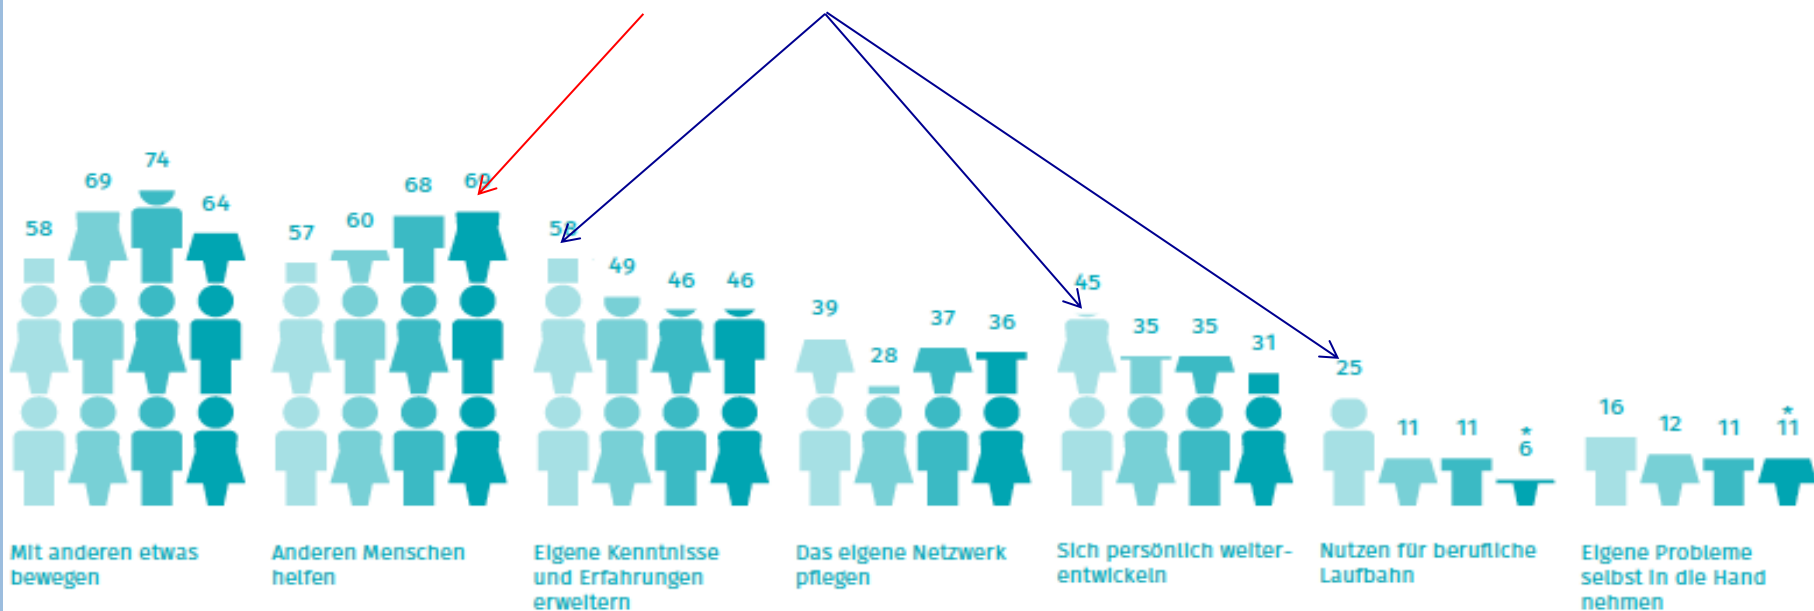 58 69 74 64
57 60 68 69
58 49 46 46
39 28 37 36
45 35 35 31
25 11 11 * 6
16 12 11 * 11
Mit anderen etwas
bewegen
Anderen Menschen
helfen
Eigene Kenntnisse
und Erfahrungen
erweitern
Das eigene Netzwerk
pflegen
Sich persönlich weiter-
entwickeln
Nutzen für berufliche
Laufbahn
Eigene Probleme
selbst in die Hand
nehmen